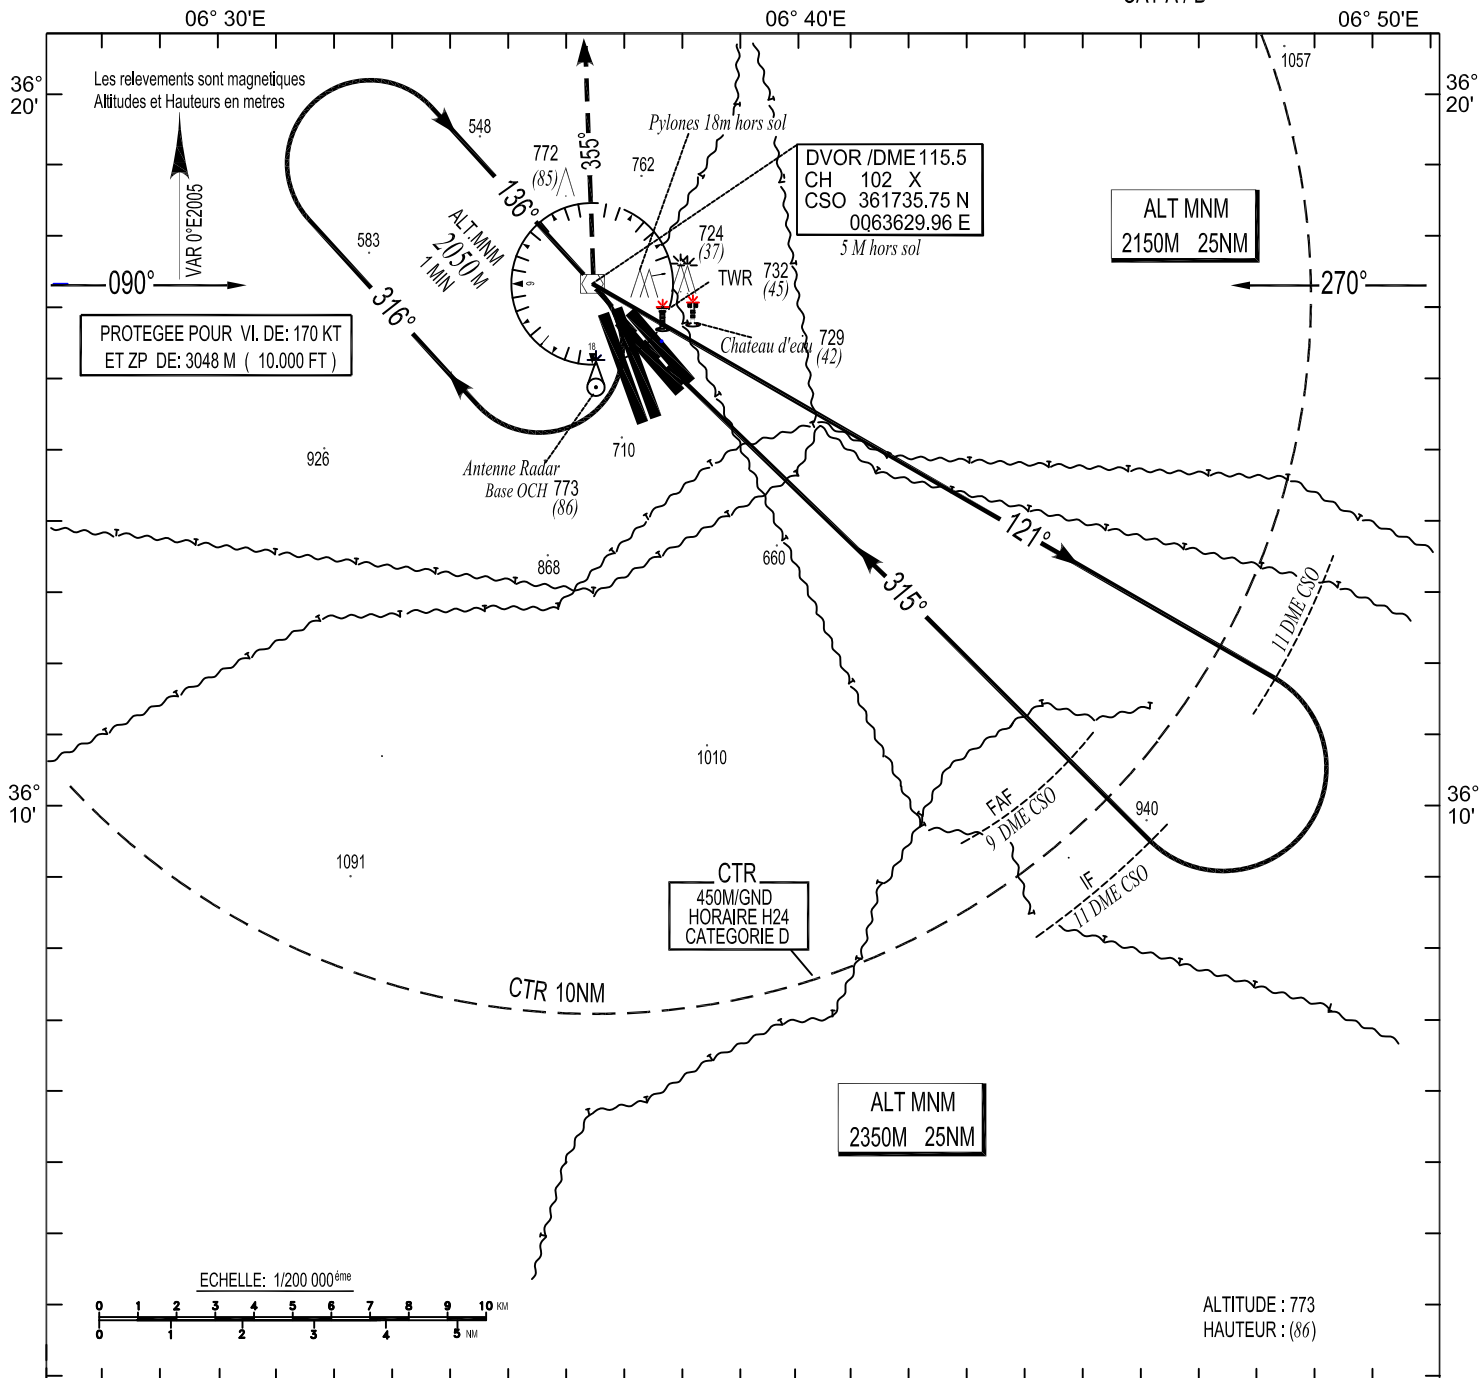 06° 30'E
06° 40'E
06° 50'E
36°
20'
36°
20'
Les relevements sont magnetiques
Altitudes et Hauteurs en metres
VAR 0°E2005
1057
548
772
(85)
355°
762
Pylones 18m hors sol
DVOR /DME 115.5
CH 102 X
CSO 361735.75 N
0063629.96 E
5 M hors sol
ALT MNM
2150M 25NM
136°
ALT.MNM
2050 M
1 MIN
583
724
(37)
TWR
732
(45)
090°
270°
316°
9
18
PROTEGEE POUR VI. DE: 170 KT
ET ZP DE: 3048 M ( 10.000 FT )
Chateau d'eau
729
(42)
926
710
Antenne Radar
Base OCH 773
(86)
868
660
121°
315°
11 DME CSO
1010
36°
10'
36°
10'
FAF
9 DME CSO
940
1091
IF
11 DME CSO
CTR
450M/GND
HORAIRE H24
CATEGORIE D
CTR 10NM
ALT MNM
2350M 25NM
ECHELLE: 1/200 000éme
0 1 2 3 4 5 6 7 8 9 10 KM
0 1 2 3 4 5 NM
ALTITUDE : 773
HAUTEUR : (86)